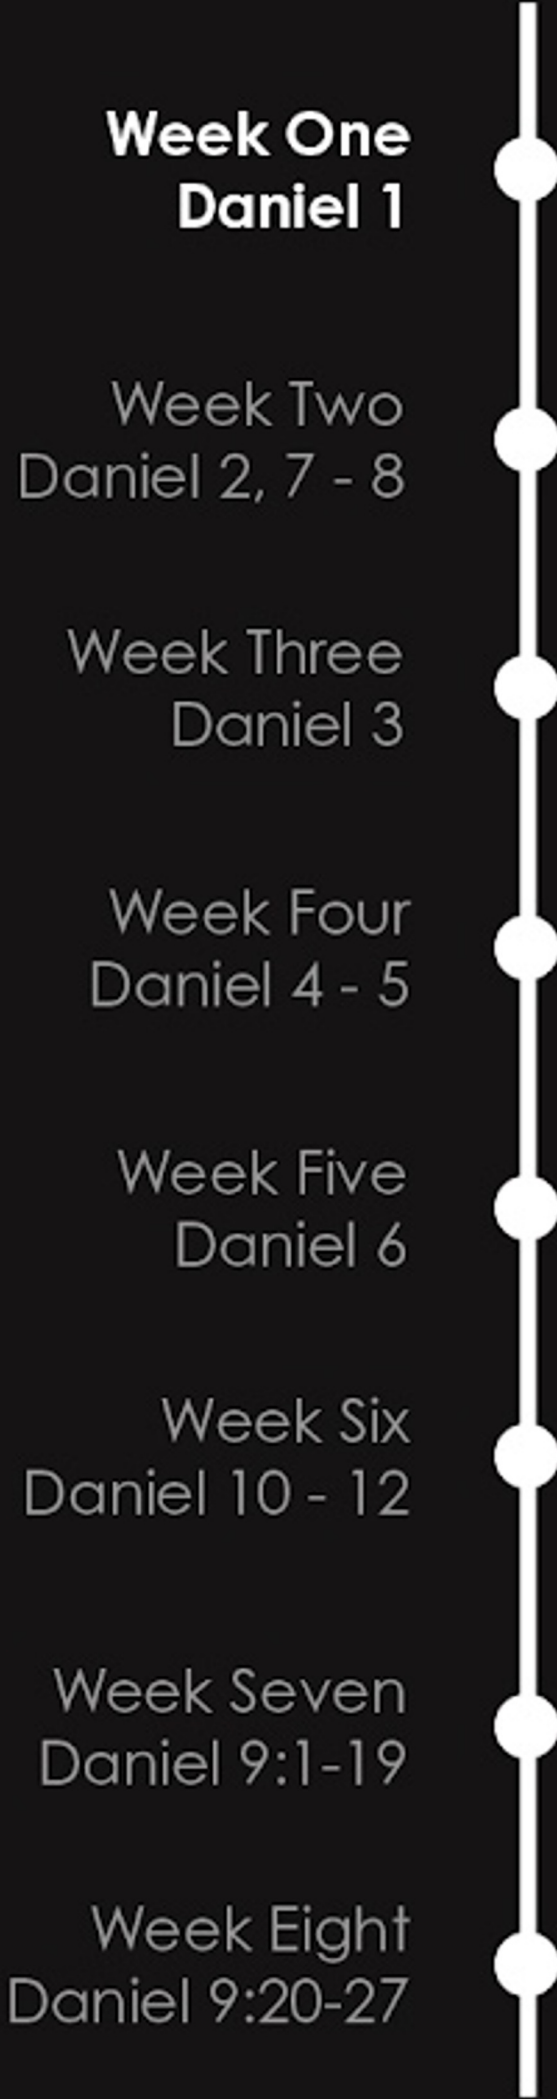 Week One
Daniel 1
Week Two
Daniel 2, 7 - 8
Week Three
Daniel 3
Week Four
Daniel 4 - 5
Week Five
Daniel 6
Week Six
Daniel 10 - 12
Week Seven
Daniel 9:1-19
Week Eight
Daniel 9:20-27